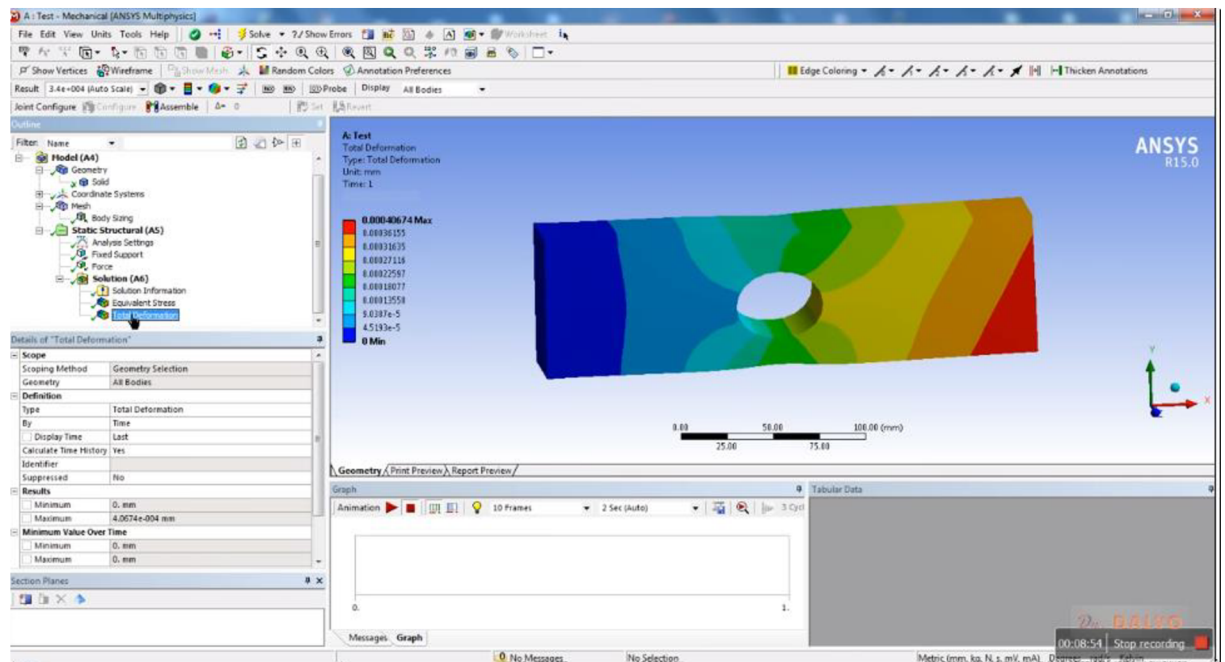 A : Test - Mechanical [ANSYS Multiphysics]
File Edit View Units Tools Help Solve ?/Show Errors Worksheet
Show Vertices Wireframe Show Mesh Random Colors Annotation Preferences Edge Coloring Thicken Annotations
Result 3.4e+004 (Auto Scale) Probe Display All Bodies
Joint Configure Configure Assemble Δ= 0 Set Revert
Outline
Filter: Name
Model (A4)
Geometry
Solid
Coordinate Systems
Mesh
Body Sizing
Static Structural (A5)
Analysis Settings
Fixed Support
Force
Solution (A6)
Solution Information
Equivalent Stress
Total Deformation
Details of "Total Deformation"
Scope
Scoping Method Geometry Selection
Geometry All Bodies
Definition
Type Total Deformation
By Time
Display Time Last
Calculate Time History Yes
Identifier
Suppressed No
Results
Minimum 0. mm
Maximum 4.0674e-004 mm
Minimum Value Over Time
Minimum 0. mm
Maximum 0. mm
Section Planes
A: Test
Total Deformation
Type: Total Deformation
Unit: mm
Time: 1
0.00040674 Max
0.00036155
0.00031635
0.00027116
0.00022597
0.00018077
0.00013558
9.0387e-5
4.5193e-5
0 Min
ANSYS
R15.0
Y
X
0.00 50.00 100.00 (mm)
25.00 75.00
Geometry Print Preview Report Preview
Graph
Animation 10 Frames 2 Sec (Auto) 3 Cycl
0. 1.
Messages Graph
Tabular Data
00:08:54 Stop recording
0 No Messages No Selection Metric (mm, kg, N, s, mV, mA) Degrees rad/s Kelvin